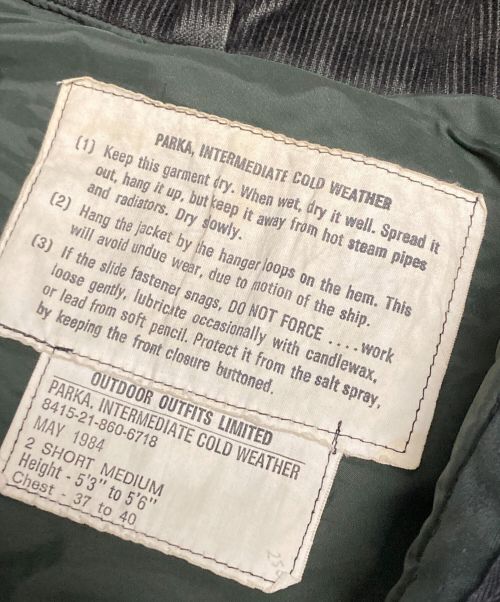 PARKA, INTERMEDIATE COLD WEATHER
(1) Keep this garment dry. When wet, dry it well. Spread it
out, hang it up, but keep it away from hot steam pipes
and radiators. Dry slowly.
(2) Hang the jacket by the hanger loops on the hem. This
will avoid undue wear, due to motion of the ship.
(3) If the slide fastener snags, DO NOT FORCE .... work
loose gently, lubricate occasionally with candlewax,
or lead from soft pencil. Protect it from the salt spray,
by keeping the front closure buttoned.
OUTDOOR OUTFITS LIMITED
PARKA, INTERMEDIATE COLD WEATHER
8415-21-860-6718
MAY 1984
2 SHORT MEDIUM
Height - 5'3" to 5'6"
Chest - 37 to 40